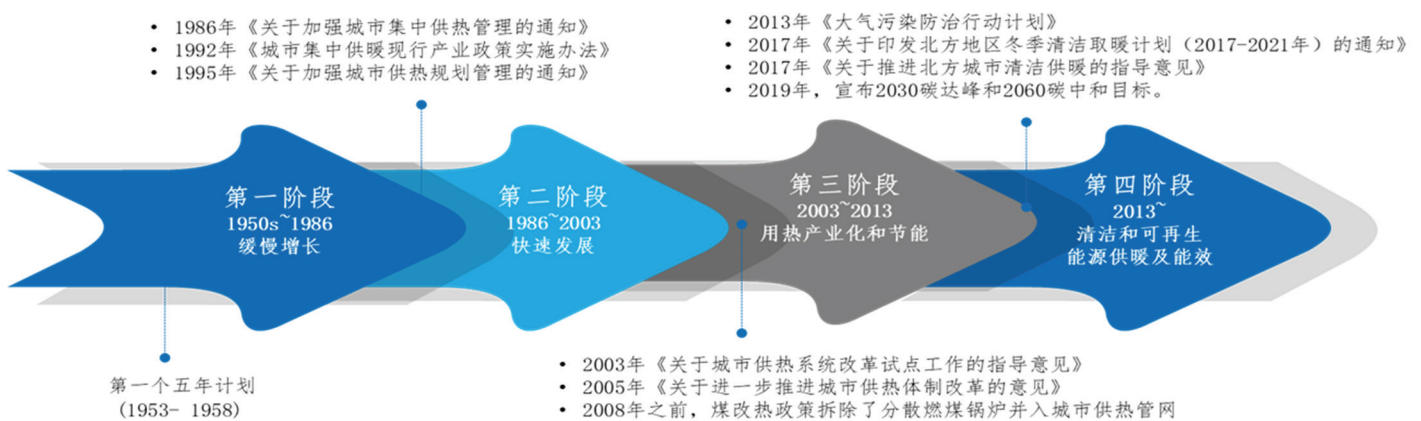 • 1986年《关于加强城市集中供热管理的通知》
• 1992年《城市集中供暖现行产业政策实施办法》
• 1995年《关于加强城市供热规划管理的通知》
• 2013年《大气污染防治行动计划》
• 2017年《关于印发北方地区冬季清洁取暖计划（2017-2021年）的通知》
• 2017年《关于推进北方城市清洁供暖的指导意见》
• 2019年，宣布2030碳达峰和2060碳中和目标。
第一阶段
1950s~1986
缓慢增长
第二阶段
1986~2003
快速发展
第三阶段
2003~2013
用热产业化和节能
第四阶段
2013~
清洁和可再生
能源供暖及能效
第一个五年计划
(1953- 1958)
• 2003年《关于城市供热系统改革试点工作的指导意见》
• 2005年《关于进一步推进城市供热体制改革的意见》
• 2008年之前，煤改热政策拆除了分散燃煤锅炉并入城市供热管网